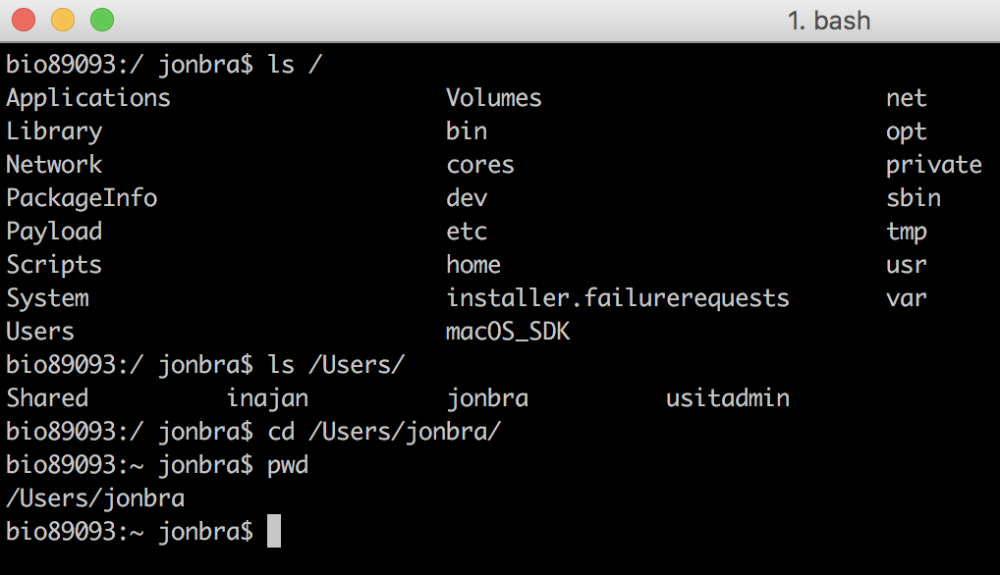 1. bash
bio89093:/ jonbra$ ls /
Applications Volumes net
Library bin opt
Network cores private
PackageInfo dev sbin
Payload etc tmp
Scripts home usr
System installer.failurerequests var
Users macOS_SDK
bio89093:/ jonbra$ ls /Users/
Shared inajan jonbra usitadmin
bio89093:/ jonbra$ cd /Users/jonbra/
bio89093:~ jonbra$ pwd
/Users/jonbra
bio89093:~ jonbra$